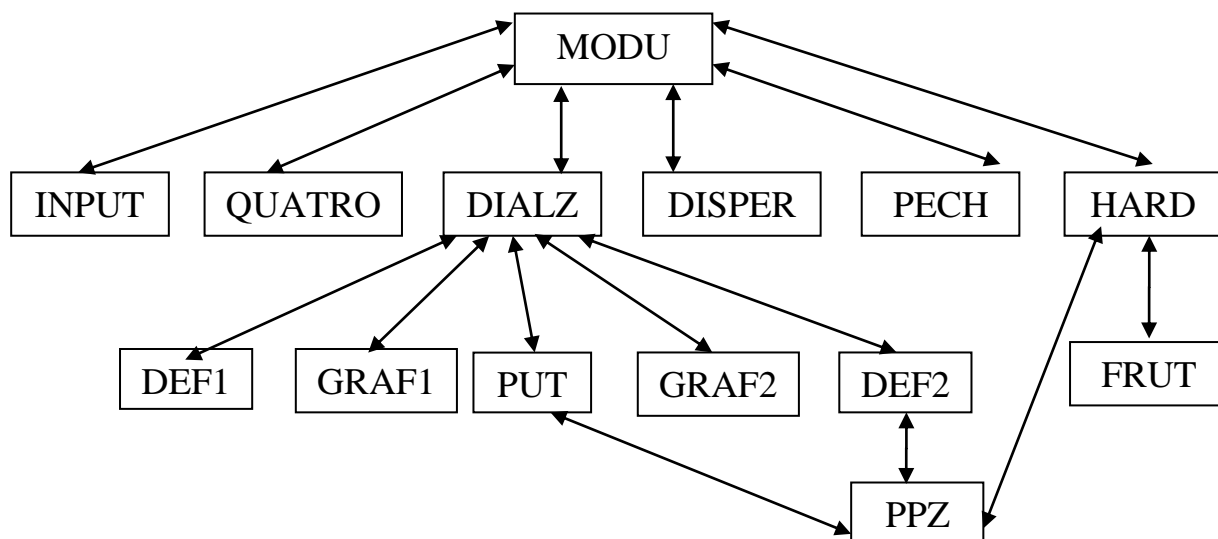 MODU
INPUT
QUATRO
DIALZ
DISPER
PECH
HARD
DEF1
GRAF1
PUT
GRAF2
DEF2
FRUT
PPZ